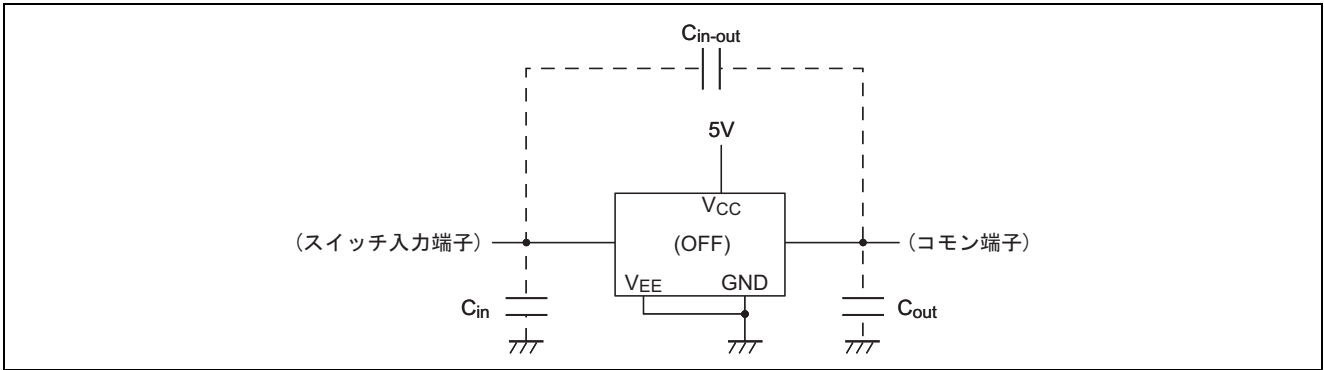 Cin-out
5V
VCC
(スイッチ入力端子)
(OFF)
(コモン端子)
VEE
GND
Cin
Cout